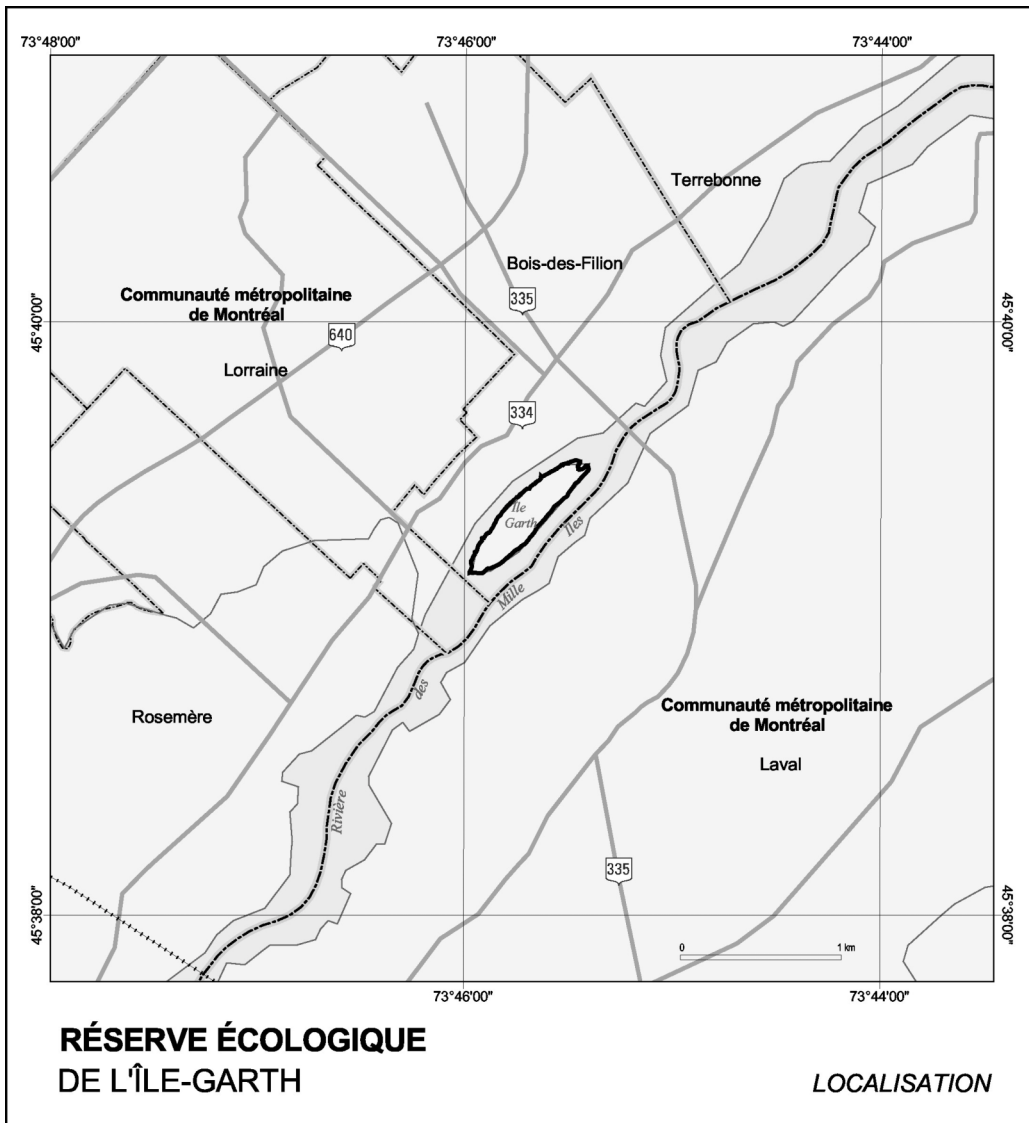 73°48'00"
73°46'00"
73°44'00"
Terrebonne
Bois-des-Filion
Communauté métropolitaine
de Montréal
335
45°40'00"
45°40'00"
640
Lorraine
334
Île
Garth
Îles
Mille
des
Rivière
Rosemère
Communauté métropolitaine
de Montréal
Laval
335
45°38'00"
45°38'00"
0 1 km
73°46'00"
73°44'00"
RÉSERVE ÉCOLOGIQUE
DE L'ÎLE-GARTH
LOCALISATION